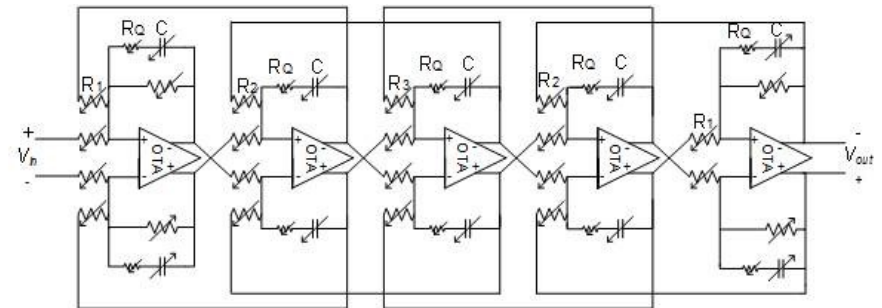 RQ C
R1
+
Vin
-
+ -
OTA
- +
R2
RQ C
+ -
OTA
- +
R3
RQ C
+ -
OTA
- +
R2
RQ C
+ -
OTA
- +
RQ C
R1
+ -
OTA
- +
-
Vout
+